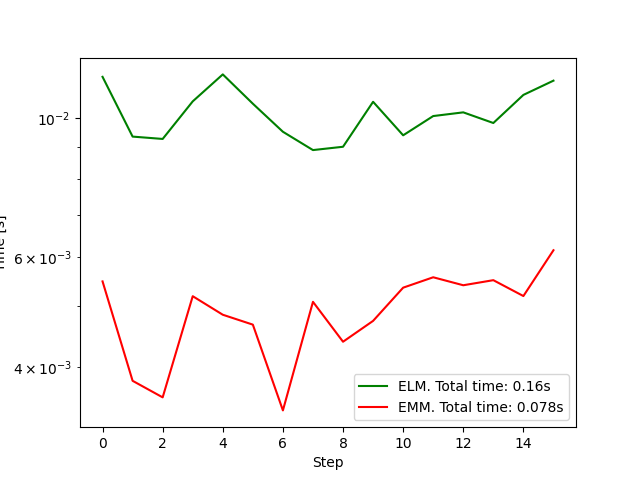 Time [s]
10⁻²
6 × 10⁻³
4 × 10⁻³
ELM. Total time: 0.16s
EMM. Total time: 0.078s
0 2 4 6 8 10 12 14
Step